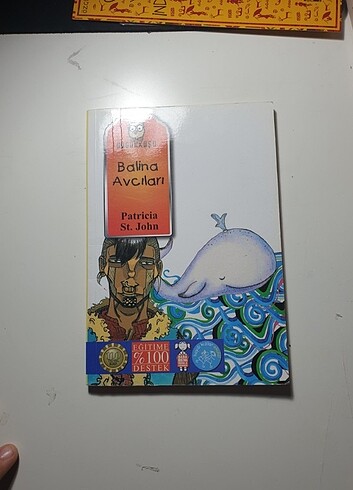 Balina
Avcıları
Patricia
St. John
EĞİTİME
%100
DESTEK